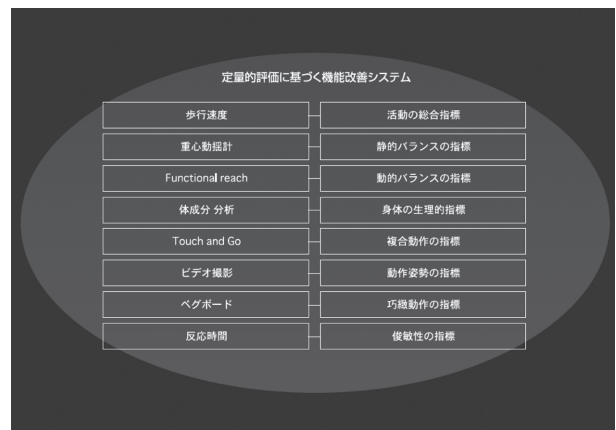 定量的評価に基づく機能改善システム
歩行速度 活動の総合指標
重心動揺計 静的バランスの指標
Functional reach 動的バランスの指標
体成分 分析 身体の生理的指標
Touch and Go 複合動作の指標
ビデオ撮影 動作姿勢の指標
ペグボード 巧緻動作の指標
反応時間 俊敏性の指標